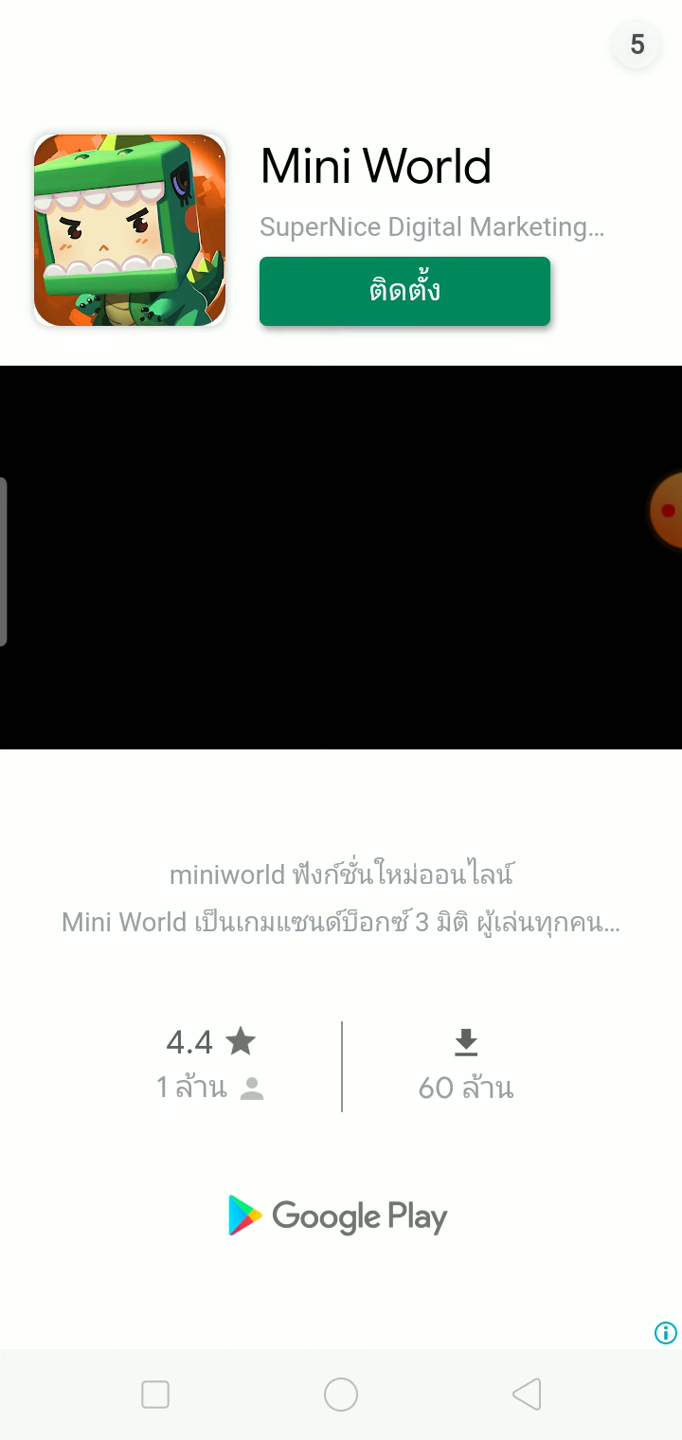 5
Mini World
SuperNice Digital Marketing...
ติดตั้ง
miniworld ฟังก์ชั่นใหม่ออนไลน์
Mini World เป็นเกมแซนด์บ็อกซ์ 3 มิติ ผู้เล่นทุกคน...
4.4
1 ล้าน
60 ล้าน
Google Play